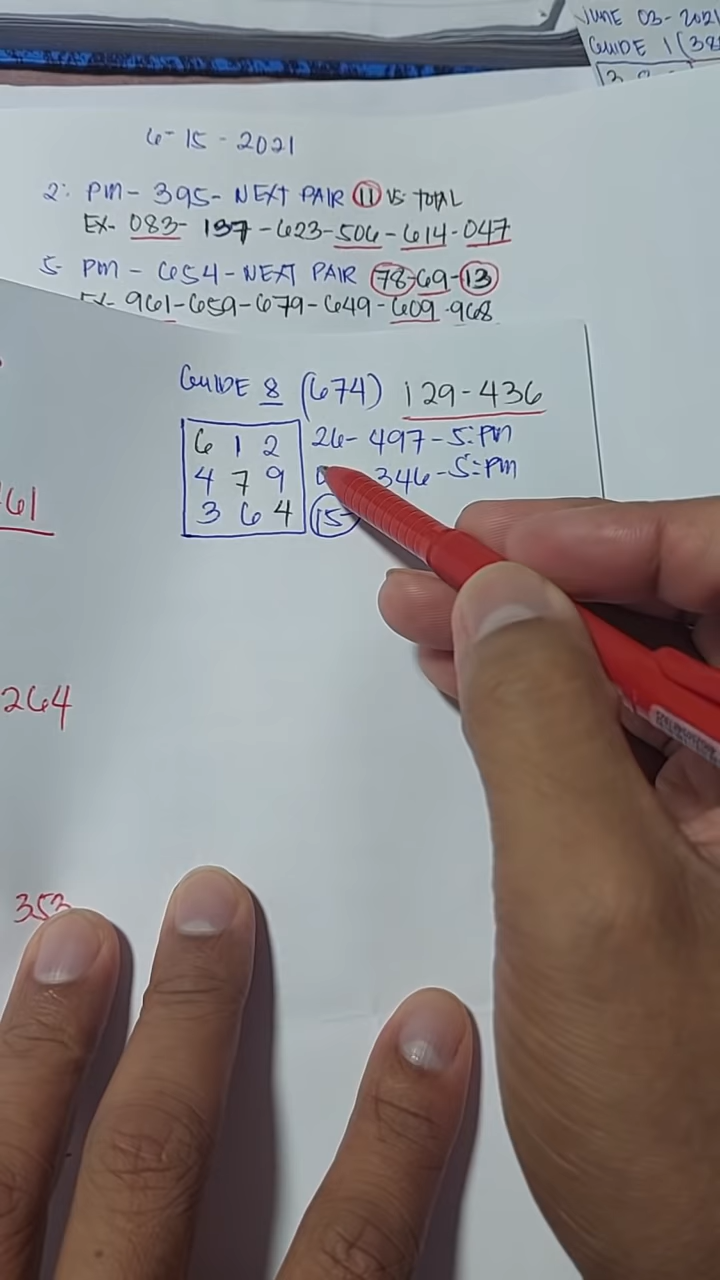 JUNE 03-2021
GUIDE 1 (38
6-15-2021
2: PM - 395 - NEXT PAIR 11 VS TOTAL
EX- 083 - 137 - 623 - 506 - 614 - 047
5: PM - 654 - NEXT PAIR 78-69-13
EX- 961-659-679-649-609-968
GUIDE 8 (674) 129-436
6 1 2 26- 497-5:PM
4 7 9 346-5=PM
3 6 4 15-
61
264
353